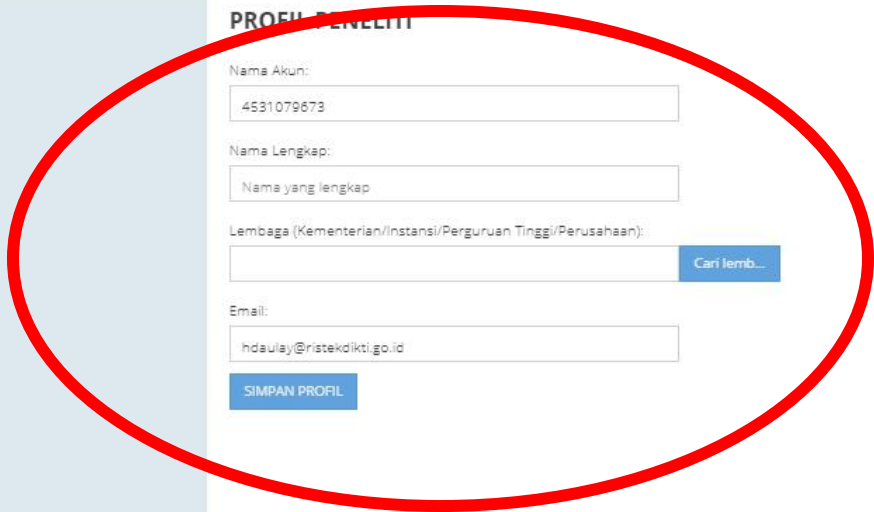 PROFIL PENELITI
Nama Akun:
4531079673
Nama Lengkap:
Nama yang lengkap
Lembaga (Kementerian/Instansi/Perguruan Tinggi/Perusahaan):
Cari lemb...
Email:
hdaulay@ristekdikti.go.id
SIMPAN PROFIL